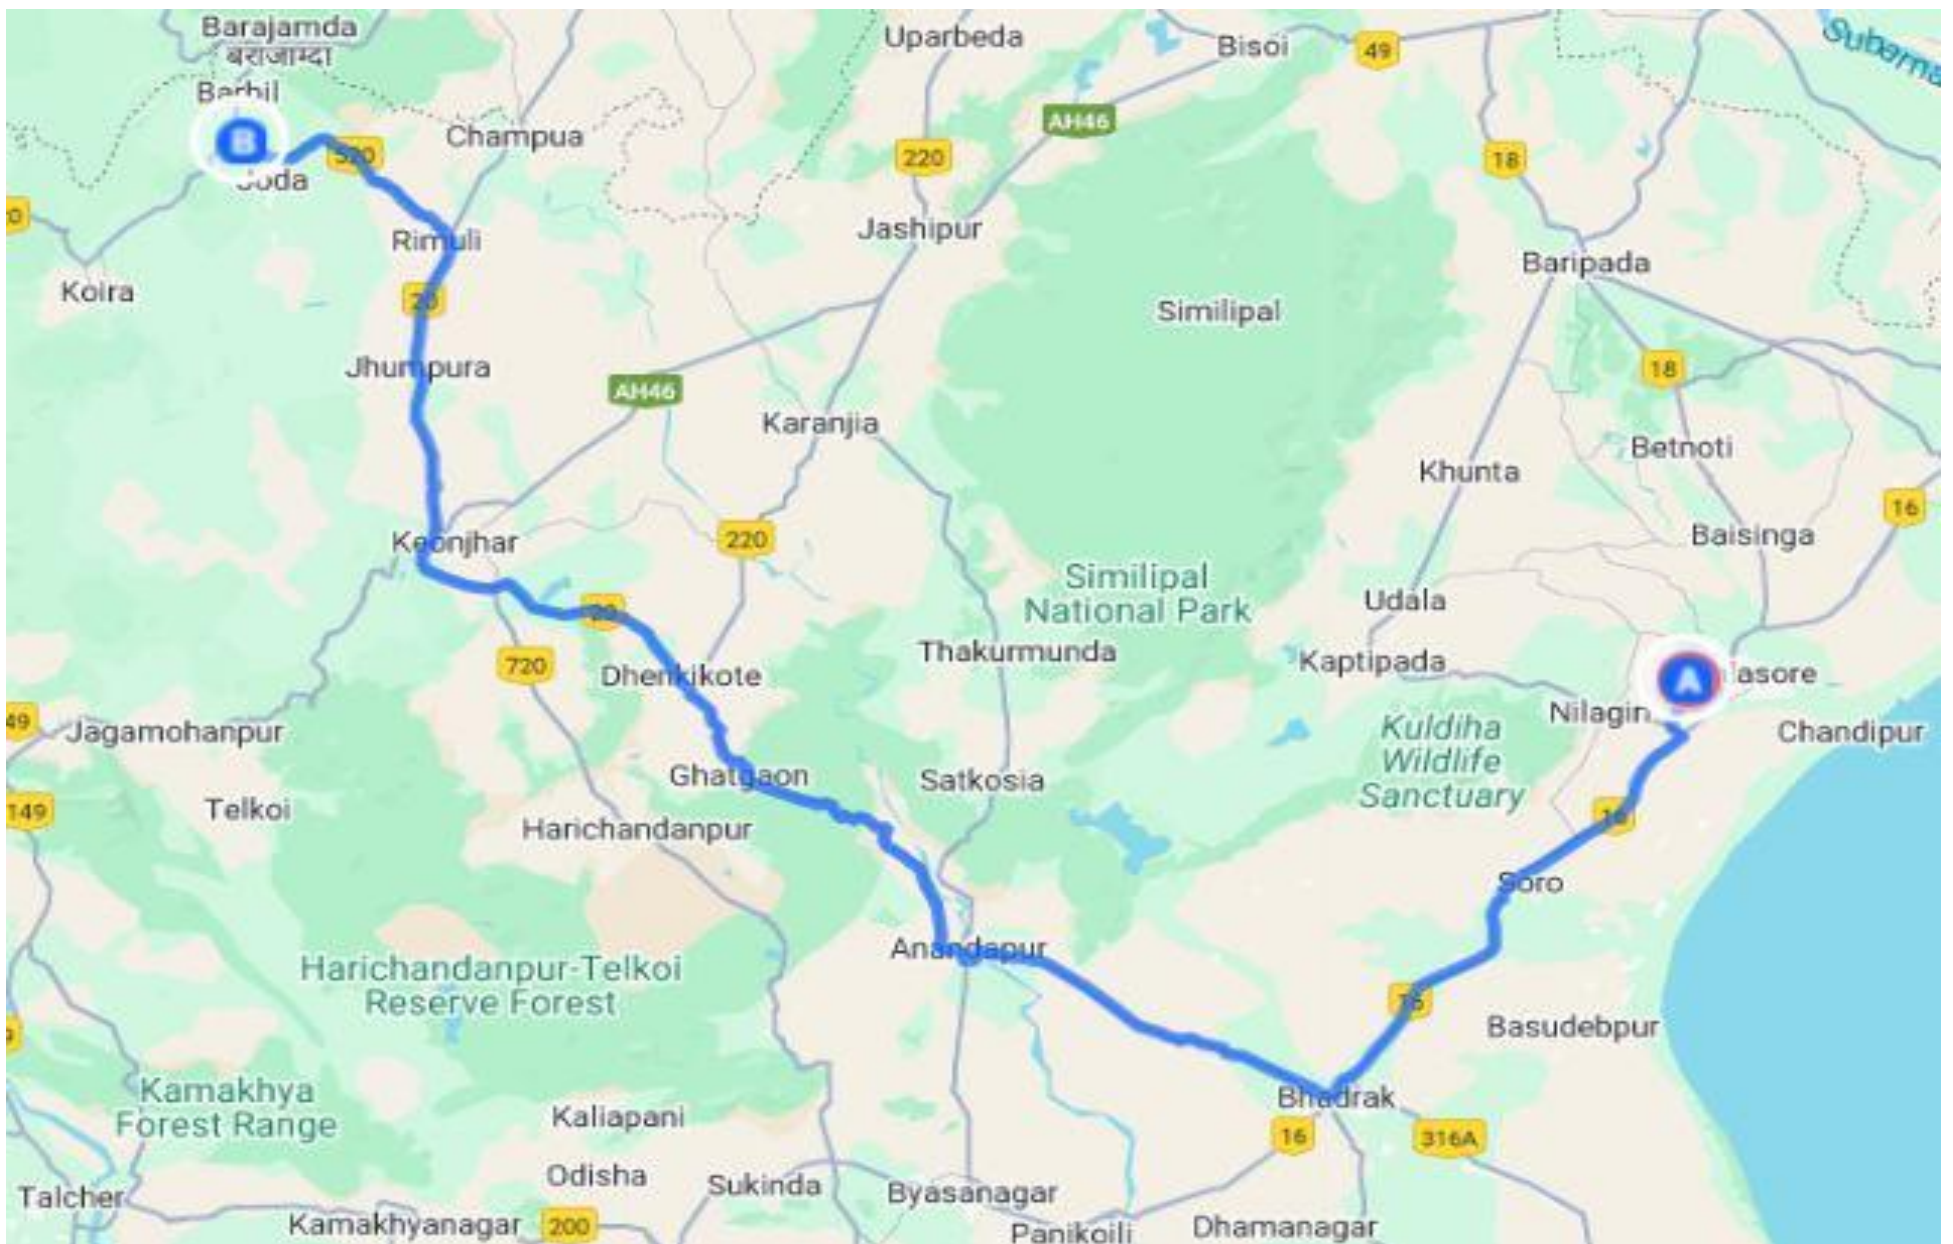 Barajamda
बराजाम्दा
Barbil
B
Joda
520
Champua
Uparbeda
Bisoi
49
AH46
220
18
Rimuli
Jashipur
Koira
20
Baripada
Similipal
Jhumpura
AH46
18
Karanjia
Betnoti
Khunta
16
Keonjhar
220
Baisinga
Similipal
National Park
Udala
20
720
Dhenkikote
Thakurmunda
Kaptipada
A
asore
49
Jagamohanpur
Nilagiri
Chandipur
Kuldiha
Wildlife
Sanctuary
Ghatgaon
Satkosia
149
Telkoi
Harichandanpur
16
Soro
Anandapur
Harichandanpur-Telkoi
Reserve Forest
16
Basudebpur
Kamakhya
Forest Range
Kaliapani
Bhadrak
16
316A
Odisha
Talcher
Sukinda
Byasanagar
Kamakhyanagar
200
Panikoili
Dhamanagar